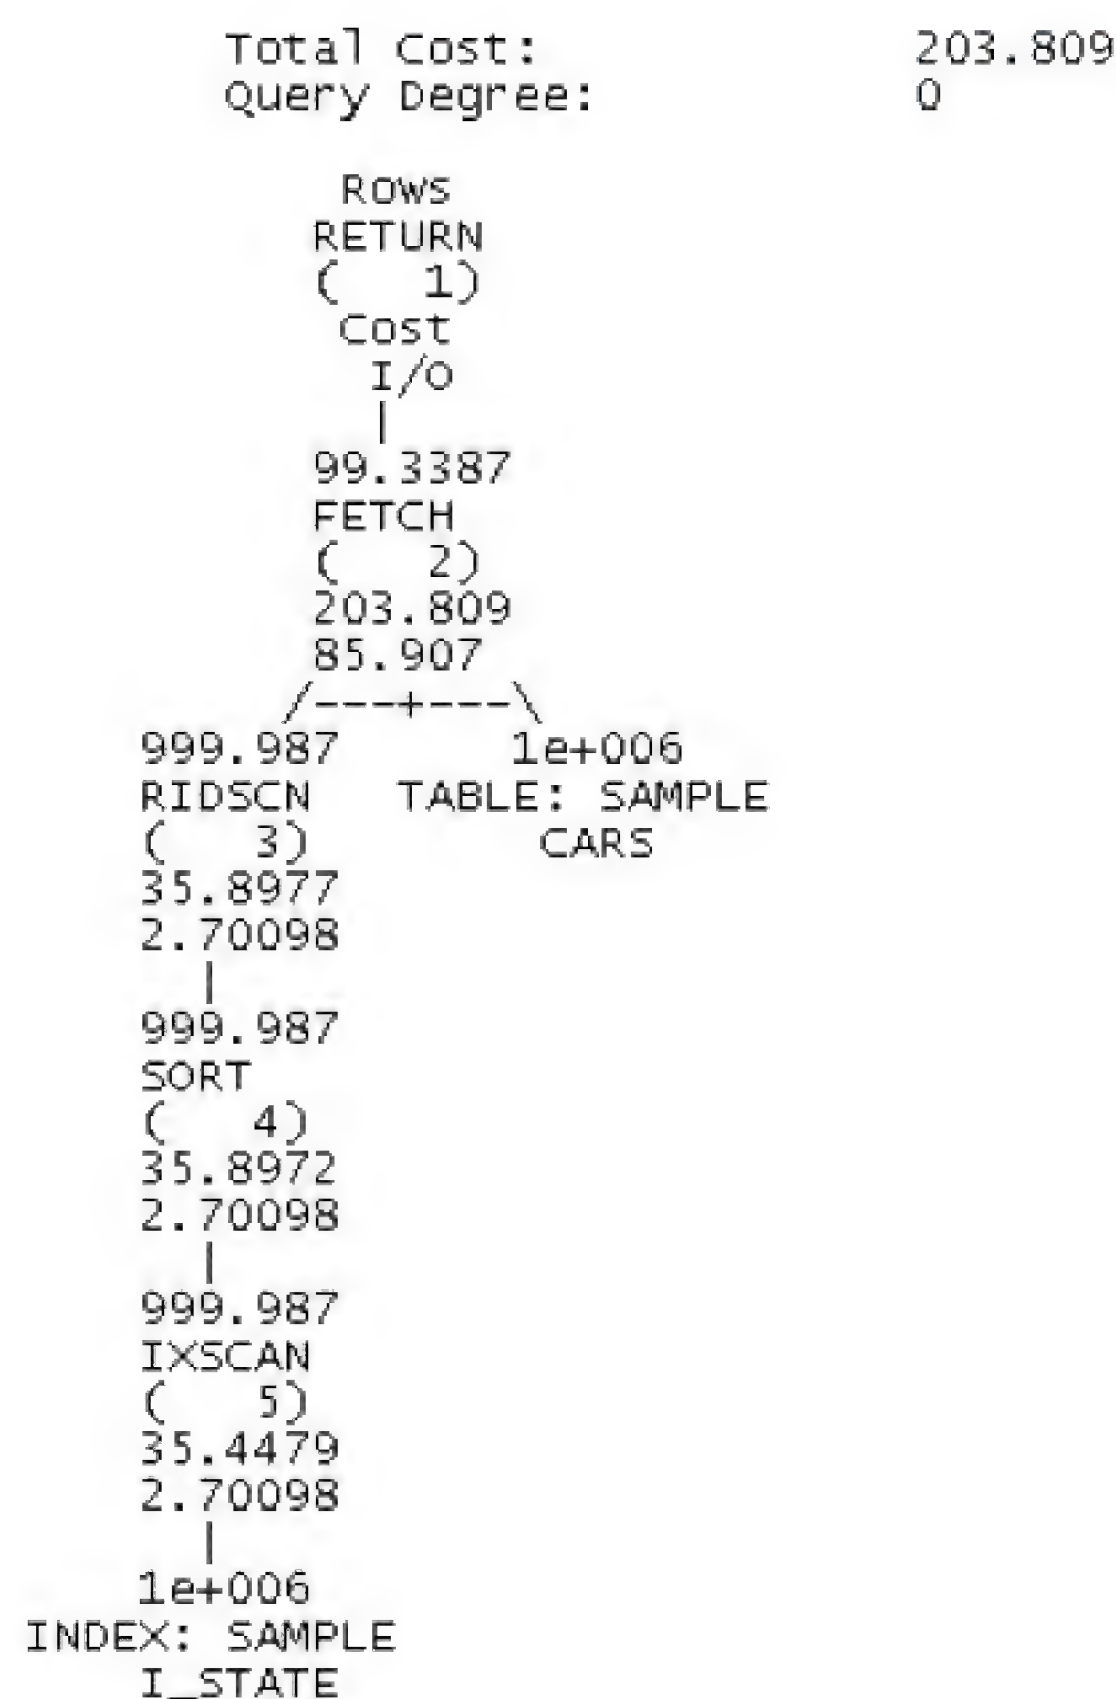 Total Cost: 203.809
Query Degree: 0
Rows
RETURN
( 1)
Cost
I/O
|
99.3387
FETCH
( 2)
203.809
85.907
/---+---\
999.987 1e+006
RIDSCN TABLE: SAMPLE
( 3) CARS
35.8977
2.70098
|
999.987
SORT
( 4)
35.8972
2.70098
|
999.987
IXSCAN
( 5)
35.4479
2.70098
|
1e+006
INDEX: SAMPLE
I_STATE